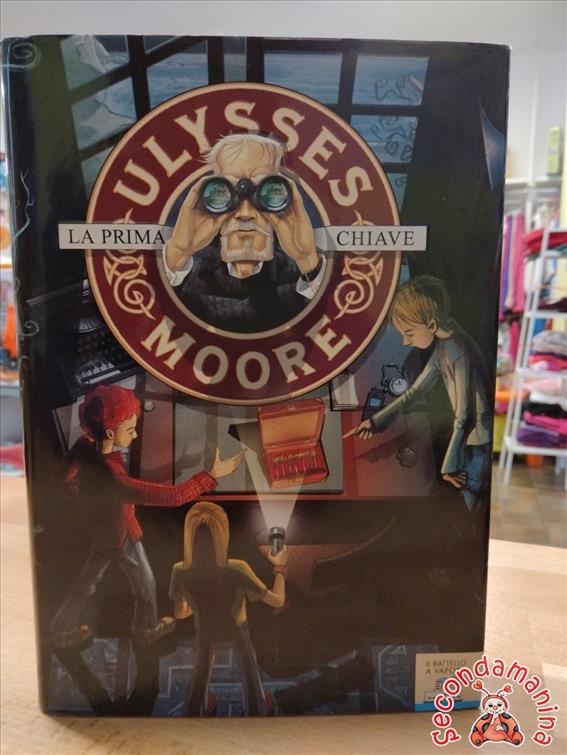 ULYSSES
LA PRIMA CHIAVE
MOORE
IL BATTELLO
A VAPORE
secondamanina